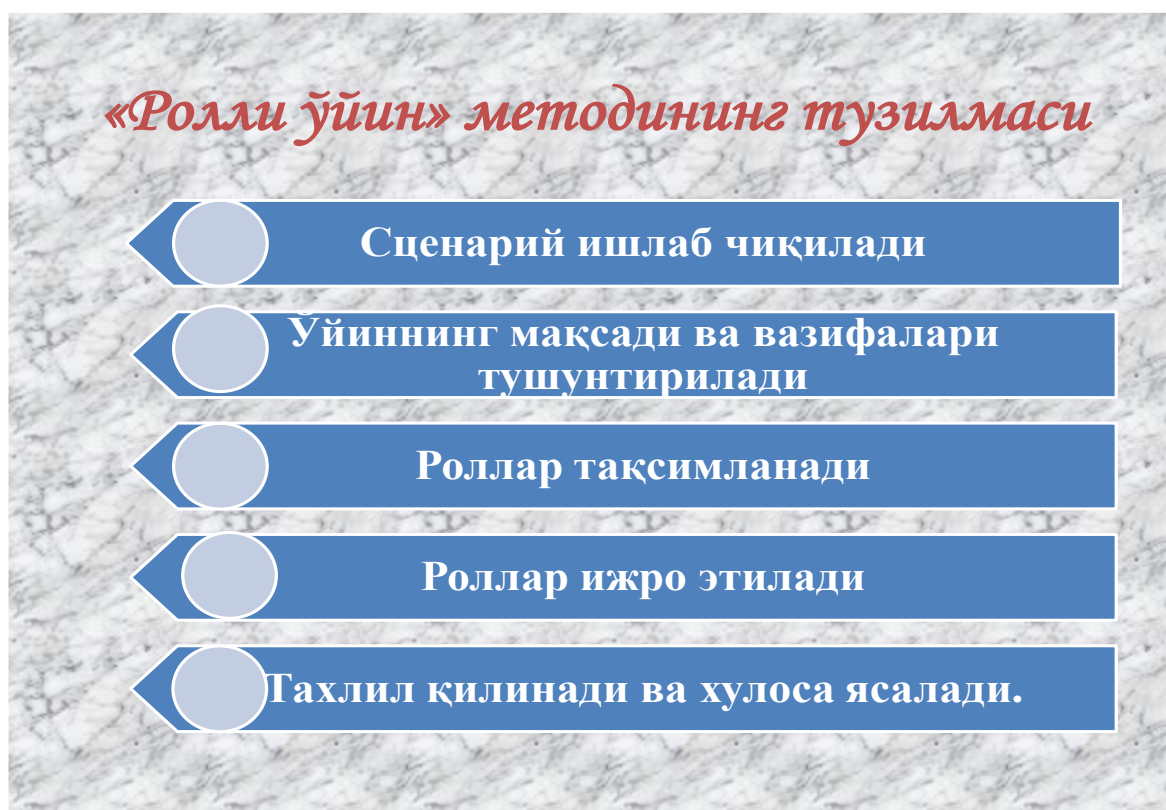 «Ролли ўйин» методининг тузилмаси
Сценарий ишлаб чиқилади
Ўйиннинг мақсади ва вазифалари
тушунтирилади
Роллар тақсимланади
Роллар ижро этилади
Тахлил қилинади ва хулоса ясалади.